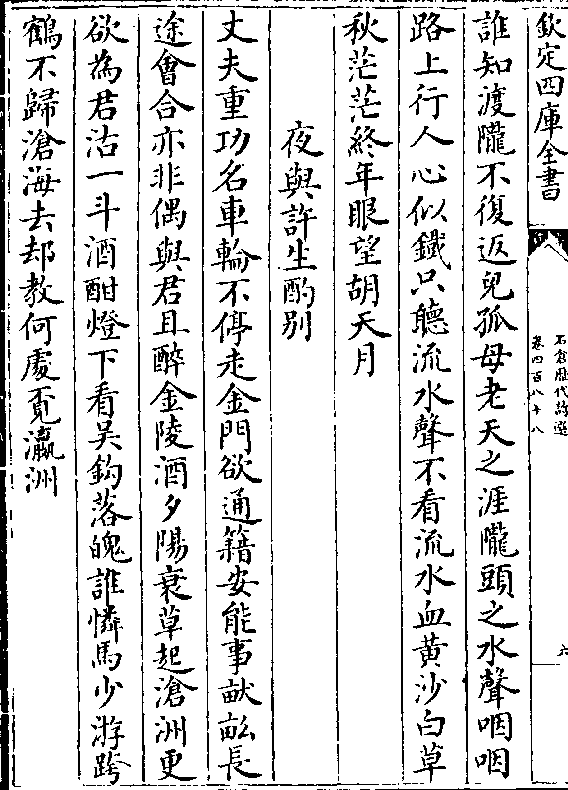 欽定四庫全書
石倉歷代詩選
卷四百八十八
六
誰知渡隴不復返兒孤母老天之涯隴頭之水聲咽咽
路上行人心似鐵只聽流水聲不看流水血黄沙白草
秋茫茫終年眼望胡天月
夜與許生酌别
丈夫重功名車輪不停走金門欲通籍安能事畎畝長
途會合亦非偶與君且醉金陵酒夕陽衰草起滄洲更
欲為君沽一斗酒酣燈下看吳鈎落魄誰憐馬少游跨
鶴不歸滄海去却教何處覓瀛洲